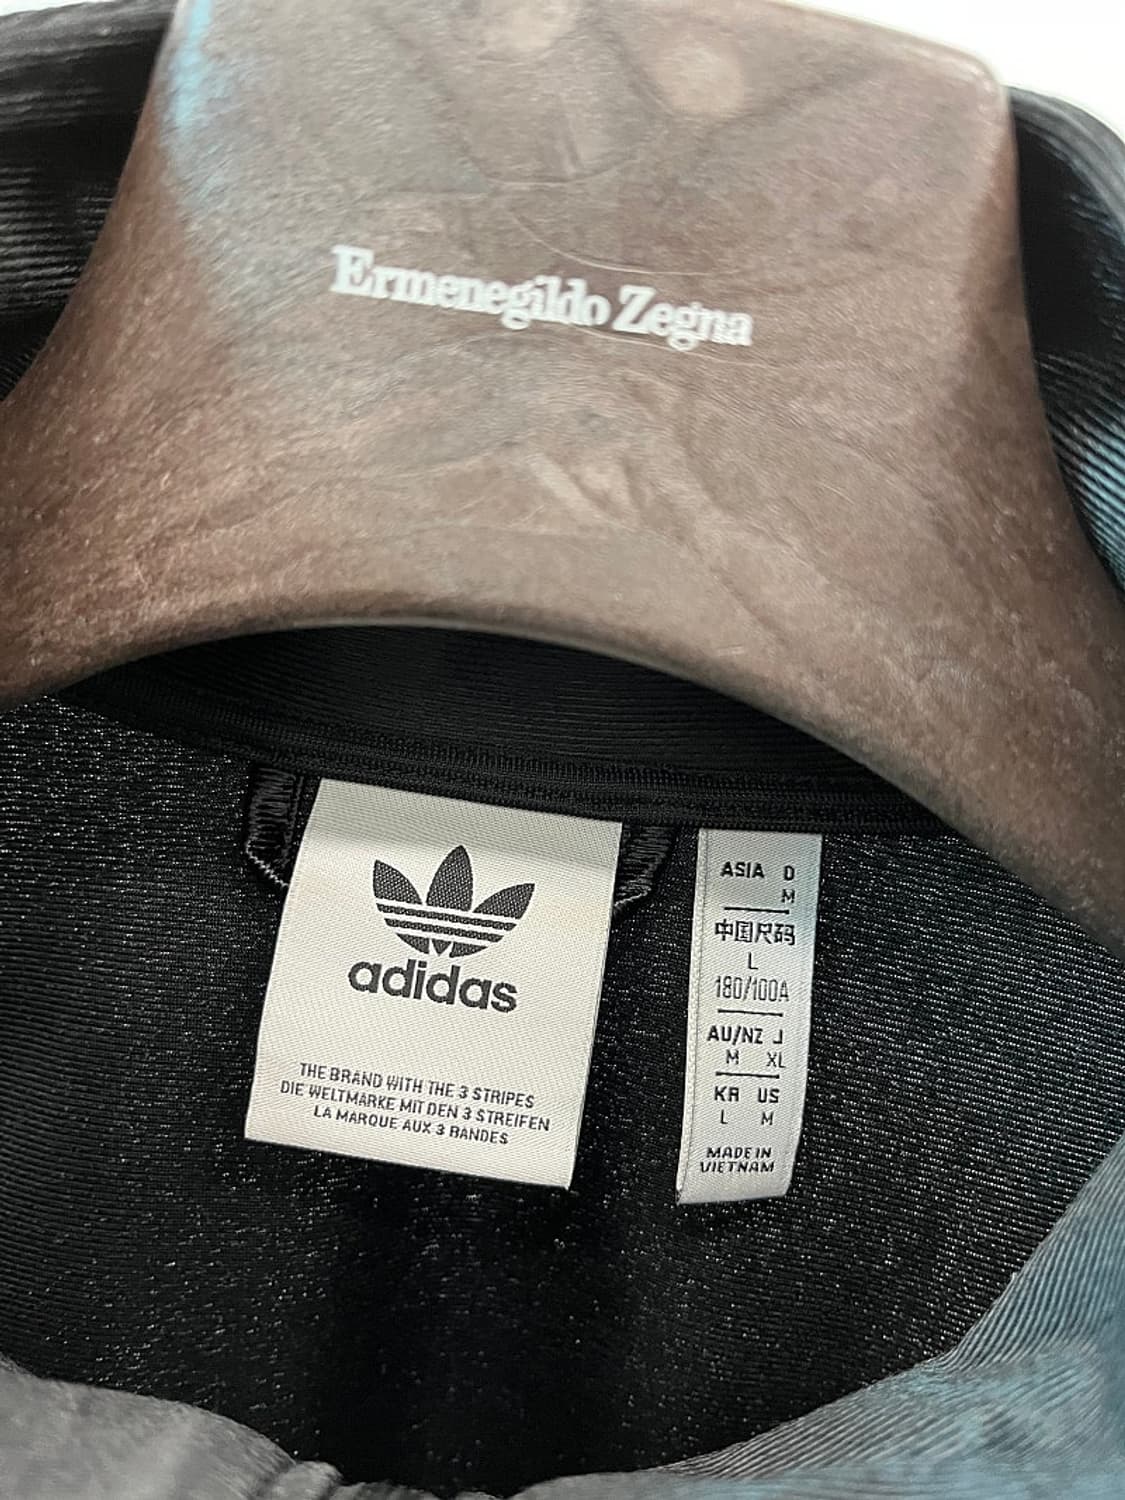 Ermenegildo Zegna
adidas
THE BRAND WITH THE 3 STRIPES
DIE WELTMARKE MIT DEN 3 STREIFEN
LA MARQUE AUX 3 BANDES
ASIA D
M
中国尺码
L
180/100A
AU/NZ J
M XL
KR US
L M
MADE IN
VIETNAM